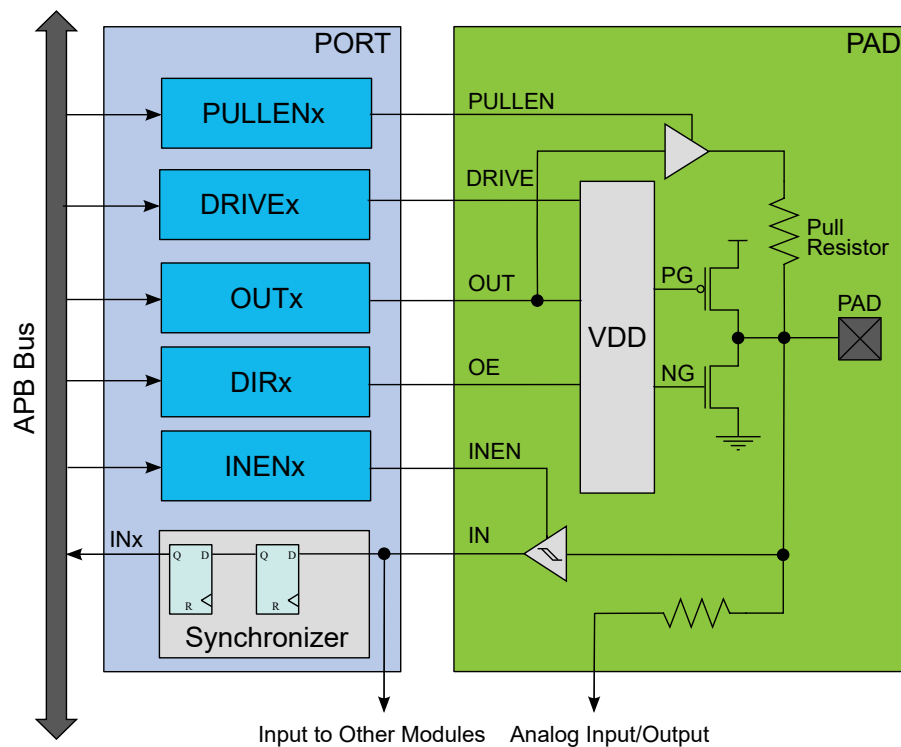 PORT
PAD
APB Bus
PULLENx
PULLEN
DRIVEx
DRIVE
Pull
Resistor
OUTx
OUT
PG
PAD
VDD
DIRx
OE
NG
INENx
INEN
INx
IN
Q D
R
Q D
R
Synchronizer
Input to Other Modules
Analog Input/Output